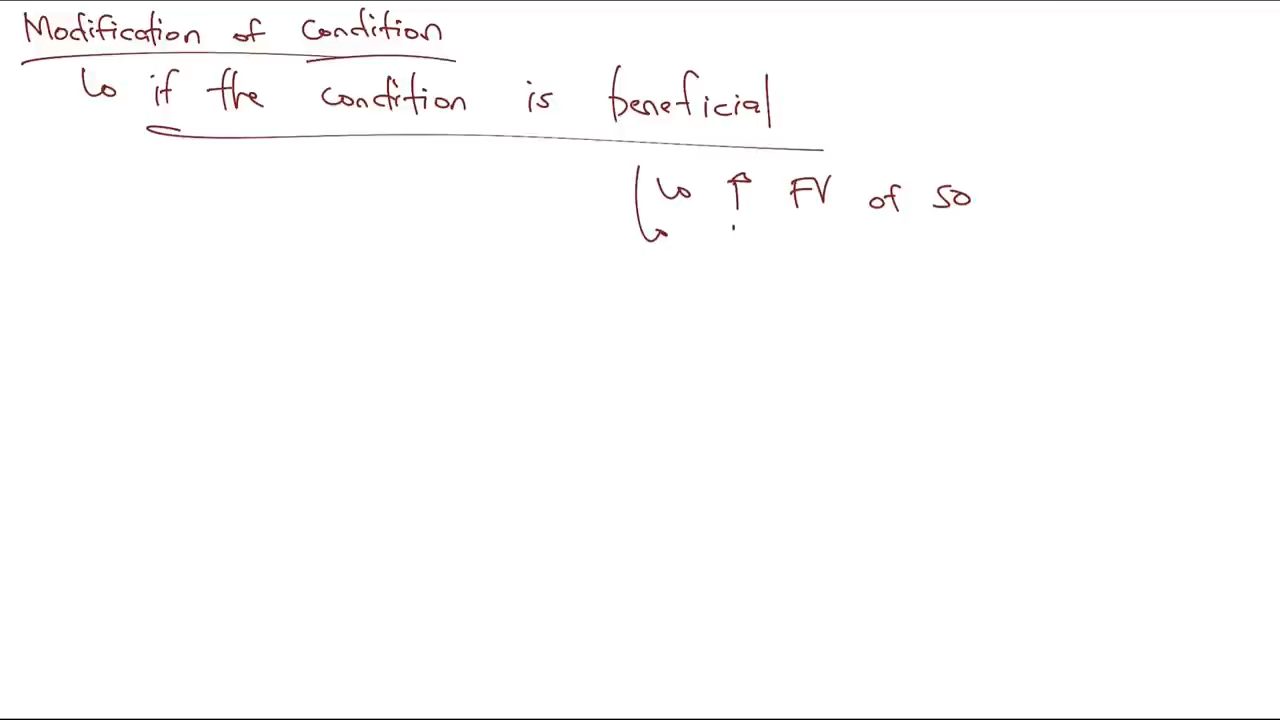 Modification of Condition
↳ if the condition is beneficial
↳ ↑ FV of SO
↳